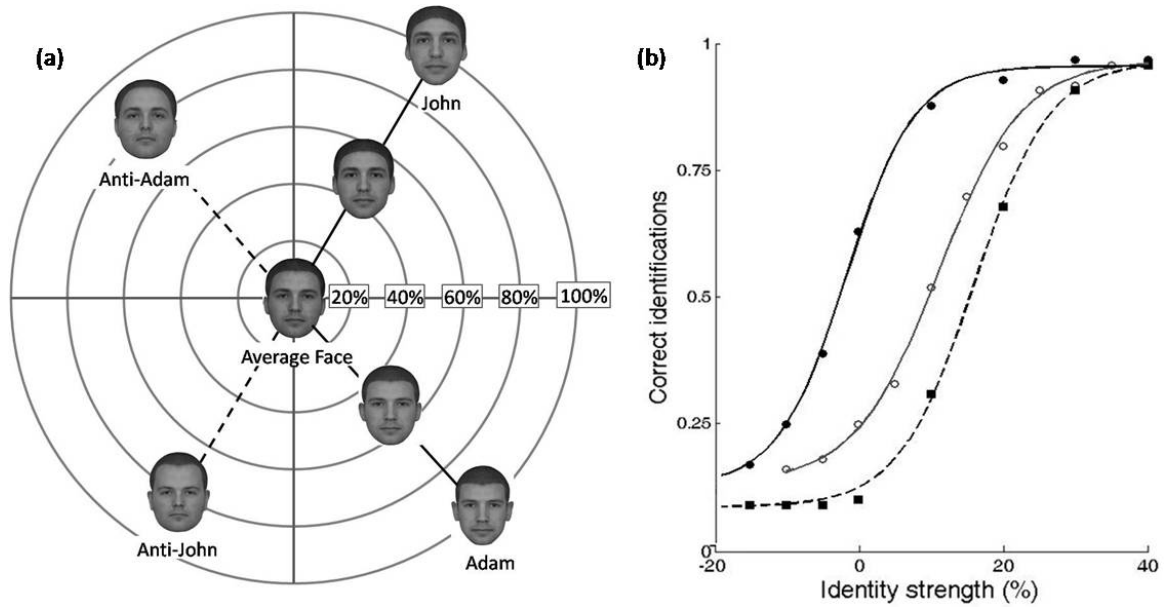 (a)
John
Anti-Adam
20% 40% 60% 80% 100%
Average Face
Anti-John
Adam
(b)
1
0.75
0.5
0.25
0
-20 0 20 40
Correct identifications
Identity strength (%)